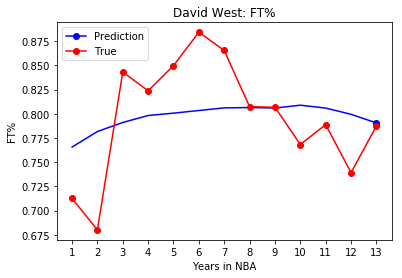 David West: FT%
Prediction
True
FT%
0.875
0.850
0.825
0.800
0.775
0.750
0.725
0.700
0.675
1 2 3 4 5 6 7 8 9 10 11 12 13
Years in NBA